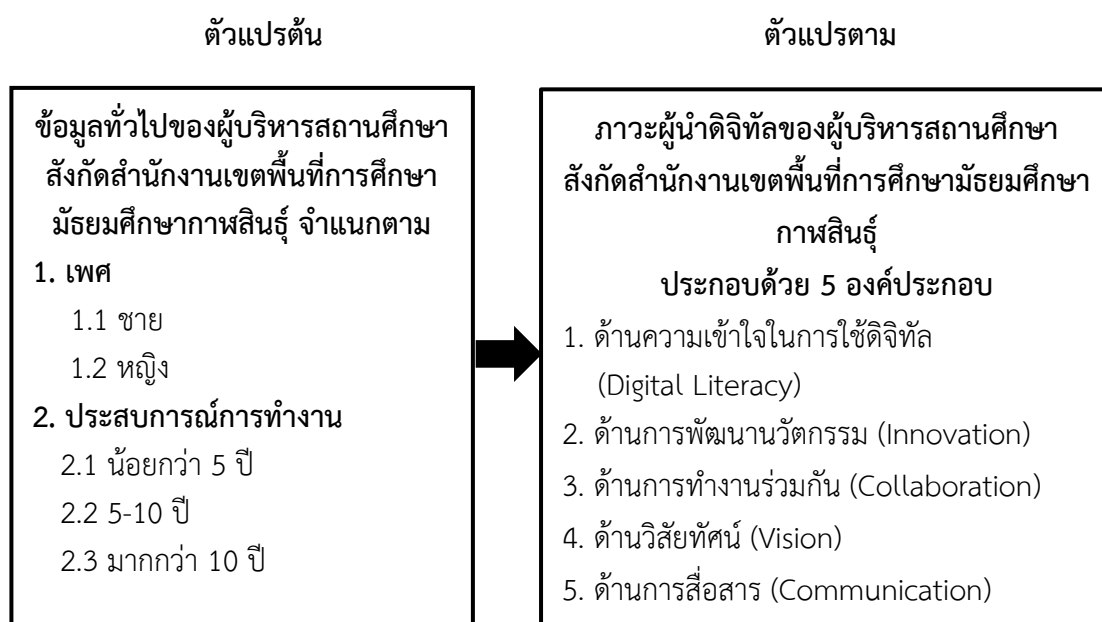 ตัวแปรต้น
ข้อมูลทั่วไปของผู้บริหารสถานศึกษา
สังกัดสำนักงานเขตพื้นที่การศึกษา
มัธยมศึกษากาฬสินธุ์ จำแนกตาม
1. เพศ
1.1 ชาย
1.2 หญิง
2. ประสบการณ์การทำงาน
2.1 น้อยกว่า 5 ปี
2.2 5-10 ปี
2.3 มากกว่า 10 ปี
ตัวแปรตาม
ภาวะผู้นำดิจิทัลของผู้บริหารสถานศึกษา
สังกัดสำนักงานเขตพื้นที่การศึกษามัธยมศึกษา
กาฬสินธุ์
ประกอบด้วย 5 องค์ประกอบ
1. ด้านความเข้าใจในการใช้ดิจิทัล
(Digital Literacy)
2. ด้านการพัฒนานวัตกรรม (Innovation)
3. ด้านการทำงานร่วมกัน (Collaboration)
4. ด้านวิสัยทัศน์ (Vision)
5. ด้านการสื่อสาร (Communication)